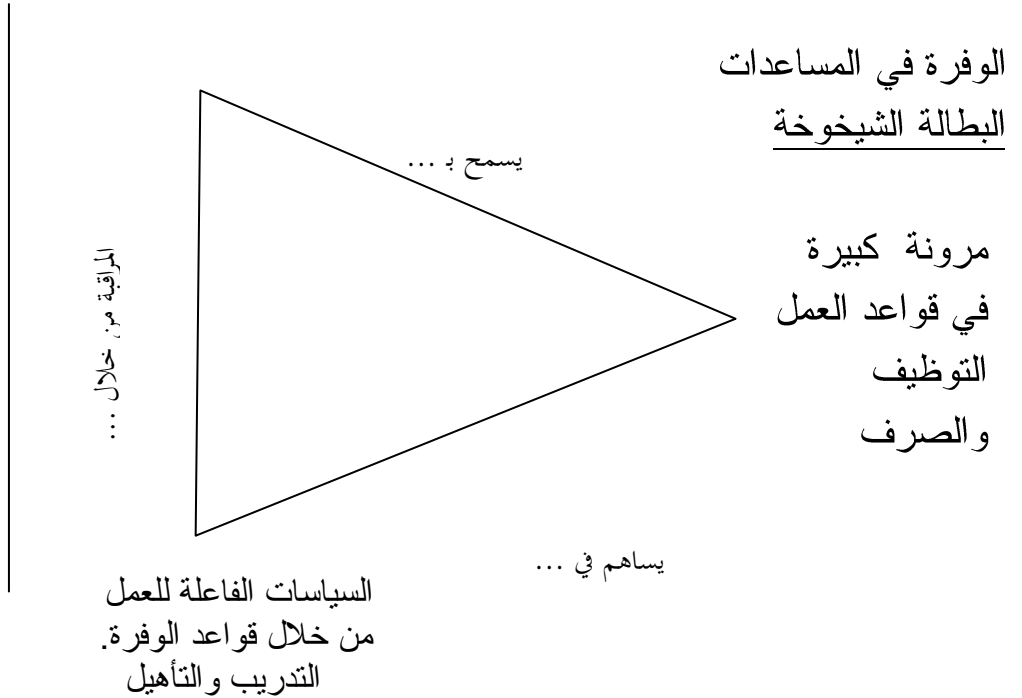 الوفرة في المساعدات
البطالة الشيخوخة
يسمح بـ ...
مرونة كبيرة
في قواعد العمل
التوظيف
والصرف
المراقبة من خلال ...
يساهم في ...
السياسات الفاعلة للعمل
من خلال قواعد الوفرة.
التدريب والتأهيل